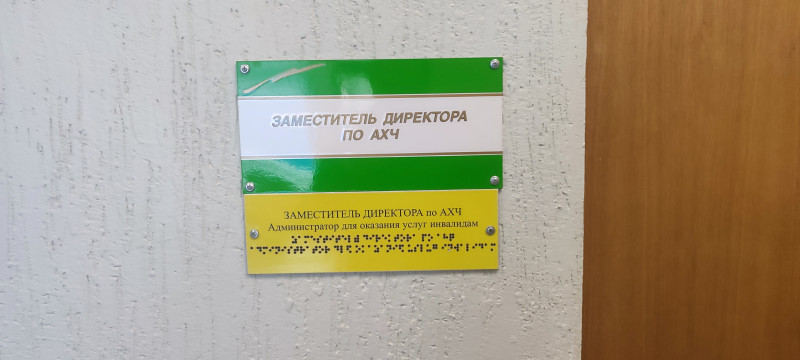 ЗАМЕСТИТЕЛЬ ДИРЕКТОРА
ПО АХЧ
ЗАМЕСТИТЕЛЬ ДИРЕКТОРА по АХЧ
Администратор для оказания услуг инвалидам